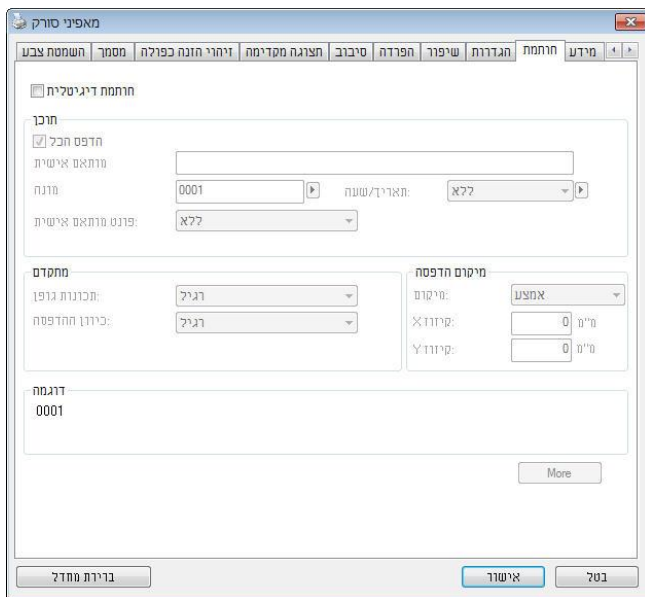 מאפיני סורק
השמטת צבע מסמך זיהוי הזנה כפולה תצוגה מקדימה סיבוב הפרדה שיפור הגדרות חותמת מידע
חותמת דיגיטלית
תוכן
הדפס הכל
מותאם אישית
מונה 0001 תאריך/שעה: ללא
פונט מותאם אישית: ללא
מתקדם
תכונות גופן: רגיל
כיוון ההדפסה: רגיל
מיקום הדפסה
מיקום: אמצע
קיזוז X: 0 מ"מ
קיזוז Y: 0 מ"מ
דוגמה
0001
More
ברירת מחדל אישור בטל